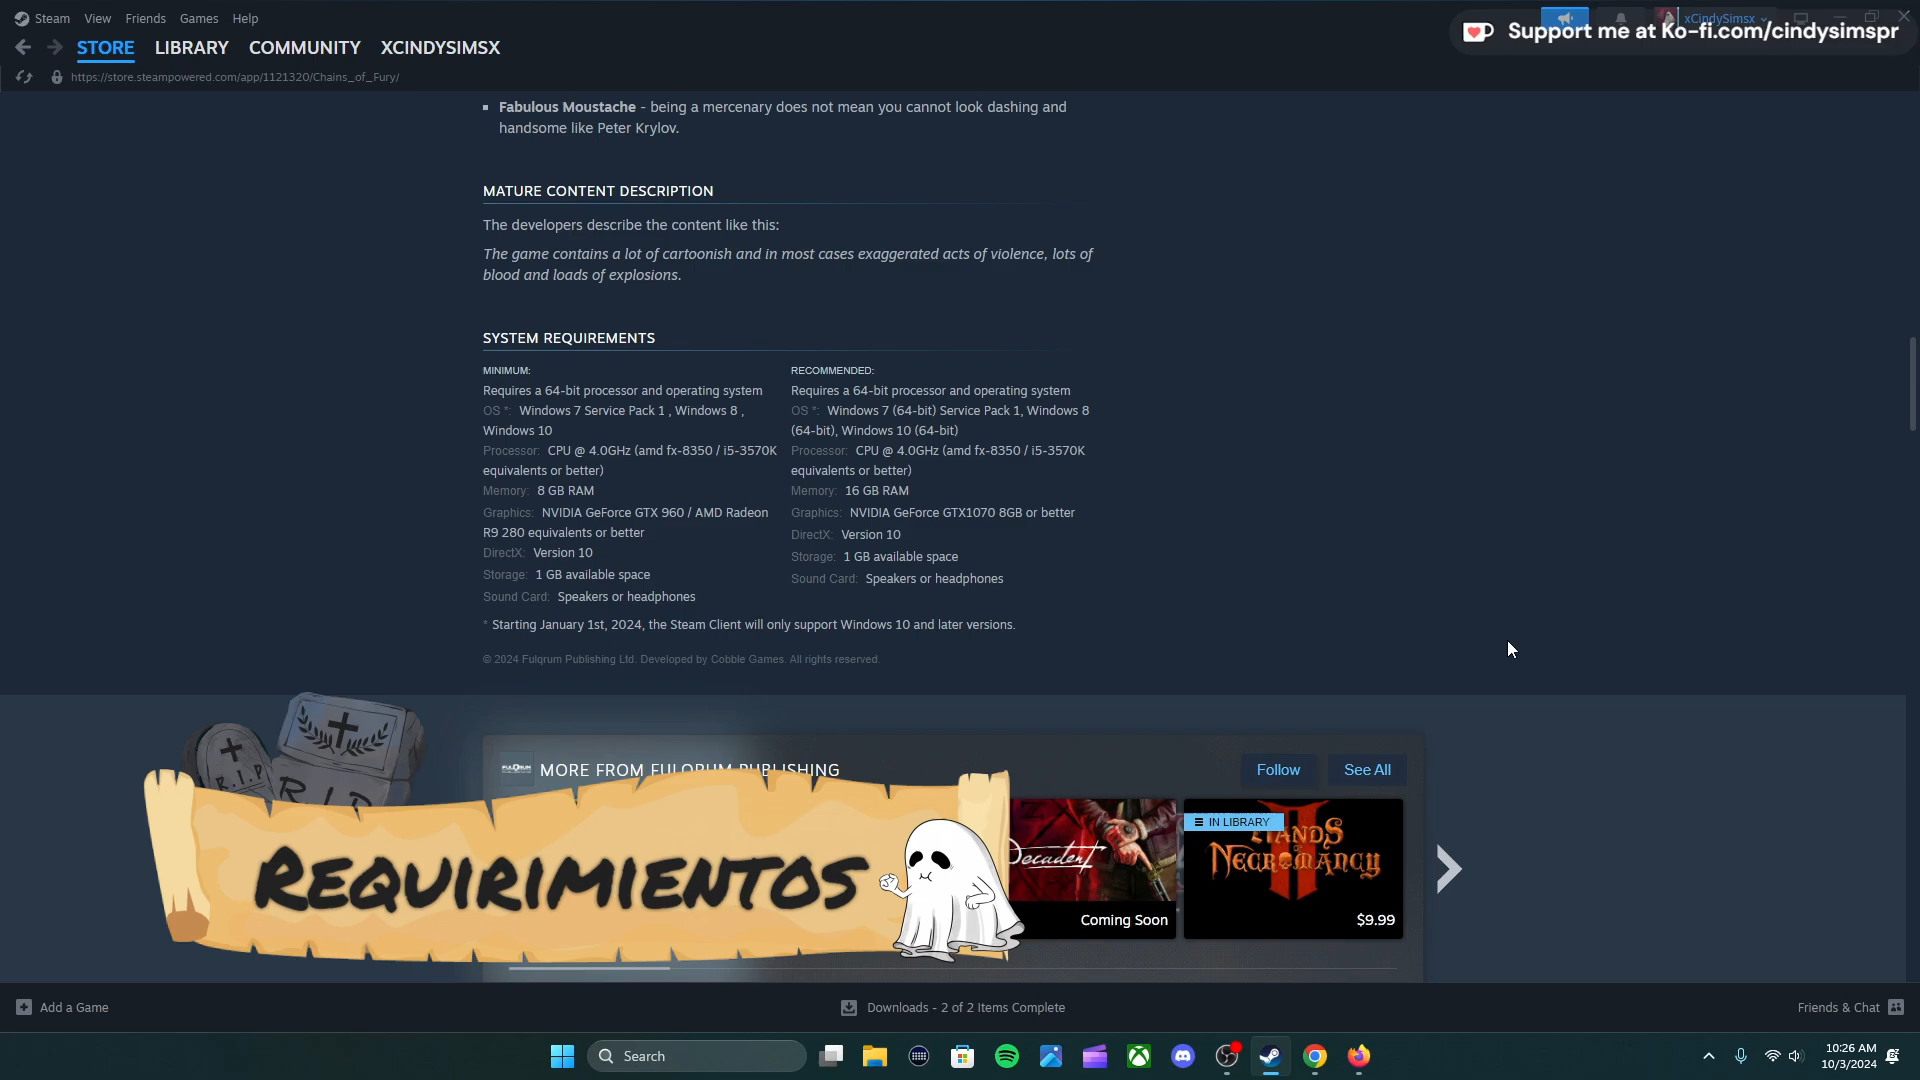 Steam View Friends Games Help
xCindySimsx
Support me at Ko-fi.com/cindysimspr
STORE LIBRARY COMMUNITY XCINDYSIMSX
https://store.steampowered.com/app/1121320/Chains_of_Fury/
Fabulous Moustache - being a mercenary does not mean you cannot look dashing and
handsome like Peter Krylov.
MATURE CONTENT DESCRIPTION
The developers describe the content like this:
The game contains a lot of cartoonish and in most cases exaggerated acts of violence, lots of
blood and loads of explosions.
SYSTEM REQUIREMENTS
MINIMUM:
Requires a 64-bit processor and operating system
OS *: Windows 7 Service Pack 1 , Windows 8 ,
Windows 10
Processor: CPU @ 4.0GHz (amd fx-8350 / i5-3570K
equivalents or better)
Memory: 8 GB RAM
Graphics: NVIDIA GeForce GTX 960 / AMD Radeon
R9 280 equivalents or better
DirectX: Version 10
Storage: 1 GB available space
Sound Card: Speakers or headphones
RECOMMENDED:
Requires a 64-bit processor and operating system
OS *: Windows 7 (64-bit) Service Pack 1, Windows 8
(64-bit), Windows 10 (64-bit)
Processor: CPU @ 4.0GHz (amd fx-8350 / i5-3570K
equivalents or better)
Memory: 16 GB RAM
Graphics: NVIDIA GeForce GTX1070 8GB or better
DirectX: Version 10
Storage: 1 GB available space
Sound Card: Speakers or headphones
* Starting January 1st, 2024, the Steam Client will only support Windows 10 and later versions.
© 2024 Fulqrum Publishing Ltd. Developed by Cobble Games. All rights reserved.
R.I.P
R.I.P
MORE FROM FULQRUM PUBLISHING
Follow See All
REQUIRIMIENTOS
Decadent
Coming Soon
IN LIBRARY
HANDS OF
NECROMANCY
II
$9.99
Add a Game
Downloads - 2 of 2 Items Complete
Friends & Chat
Search
10:26 AM
10/3/2024